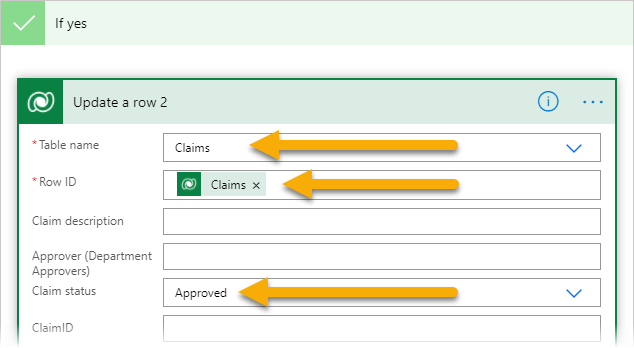 If yes
Update a row 2
* Table name
Claims
* Row ID
Claims ×
Claim description
Approver (Department
Approvers)
Claim status
Approved
ClaimID